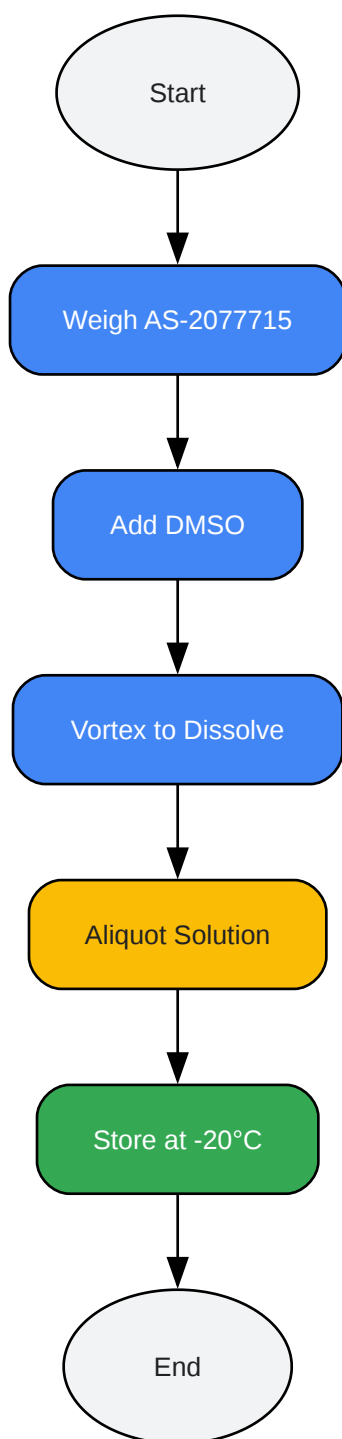 Start
Weigh AS-2077715
Add DMSO
Vortex to Dissolve
Aliquot Solution
Store at -20°C
End